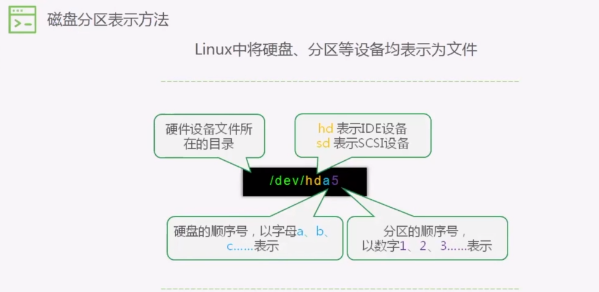 磁盘分区表示方法
Linux中将硬盘、分区等设备均表示为文件
硬件设备文件所
在的目录
hd 表示IDE设备
sd 表示SCSI设备
/dev/hda5
硬盘的顺序号，以字母a、b、
c……表示
分区的顺序号，
以数字1、2、3……表示